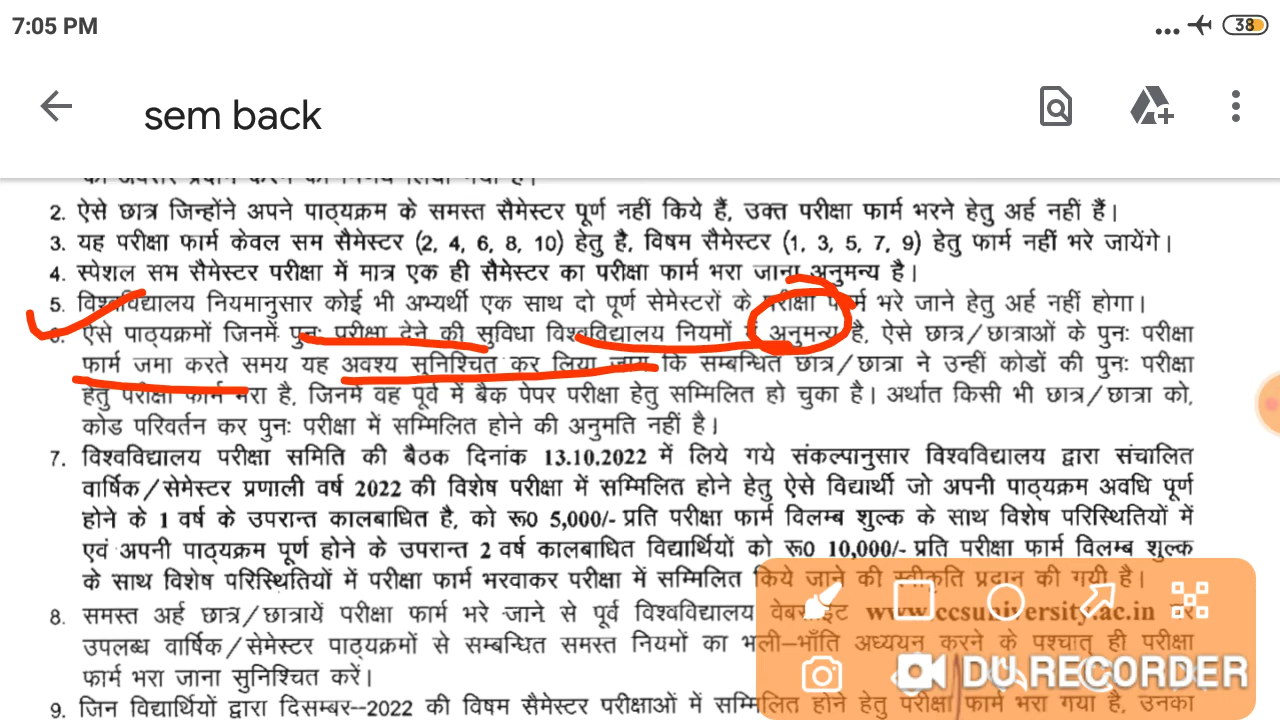 7:05 PM
38
sem back
2. ऐसे छात्र जिन्होंने अपने पाठ्यक्रम के समस्त सैमेस्टर पूर्ण नहीं किये हैं, उक्त परीक्षा फार्म भरने हेतु अर्ह नहीं हैं।
3. यह परीक्षा फार्म केवल सम सैमेस्टर (2, 4, 6, 8, 10) हेतु है, विषम सैमेस्टर (1, 3, 5, 7, 9) हेतु फार्म नहीं भरे जायेंगे।
4. स्पेशल सम सैमेस्टर परीक्षा में मात्र एक ही सैमेस्टर का परीक्षा फार्म भरा जाना अनुमन्य है।
5. विश्वविद्यालय नियमानुसार कोई भी अभ्यर्थी एक साथ दो पूर्ण सेमेस्टरों के परीक्षा फार्म भरे जाने हेतु अर्ह नहीं होगा।
ऐसे पाठ्यक्रमों जिनमें पुनः परीक्षा देने की सुविधा विश्वविद्यालय नियमों में अनुमन्य है, ऐसे छात्र/छात्राओं के पुनः परीक्षा
फार्म जमा करते समय यह अवश्य सुनिश्चित कर लिया जाय कि सम्बन्धित छात्र/छात्रा ने उन्हीं कोडों की पुनः परीक्षा
हेतु परीक्षा फार्म भरा है, जिनमें वह पूर्व में बैक पेपर परीक्षा हेतु सम्मिलित हो चुका है। अर्थात किसी भी छात्र/छात्रा को,
कोड परिवर्तन कर पुनः परीक्षा में सम्मिलित होने की अनुमति नहीं है।
7. विश्वविद्यालय परीक्षा समिति की बैठक दिनांक 13.10.2022 में लिये गये संकल्पानुसार विश्वविद्यालय द्वारा संचालित
वार्षिक/सेमेस्टर प्रणाली वर्ष 2022 की विशेष परीक्षा में सम्मिलित होने हेतु ऐसे विद्यार्थी जो अपनी पाठ्यक्रम अवधि पूर्ण
होने के 1 वर्ष के उपरान्त कालबाधित है, को रू0 5,000/- प्रति परीक्षा फार्म विलम्ब शुल्क के साथ विशेष परिस्थितियों में
एवं अपनी पाठ्यक्रम पूर्ण होने के उपरान्त 2 वर्ष कालबाधित विद्यार्थियों को रू0 10,000/- प्रति परीक्षा फार्म विलम्ब शुल्क
के साथ विशेष परिस्थितियों में परीक्षा फार्म भरवाकर परीक्षा में सम्मिलित किये जाने की स्वीकृति प्रदान की गयी है।
8. समस्त अर्ह छात्र/छात्रायें परीक्षा फार्म भरे जाने से पूर्व विश्वविद्यालय वेबसाइट www.ccsuniversity.ac.in पर
उपलब्ध वार्षिक/सेमेस्टर पाठ्यक्रमों से सम्बन्धित समस्त नियमों का भली-भाँति अध्ययन करने के पश्चात् ही परीक्षा
फार्म भरा जाना सुनिश्चित करें।
DU RECORDER
9. जिन विद्यार्थियों द्वारा दिसम्बर--2022 की विषम सैमेस्टर परीक्षाओं में सम्मिलित होने हेतु परीक्षा फार्म भरा गया है, उनका